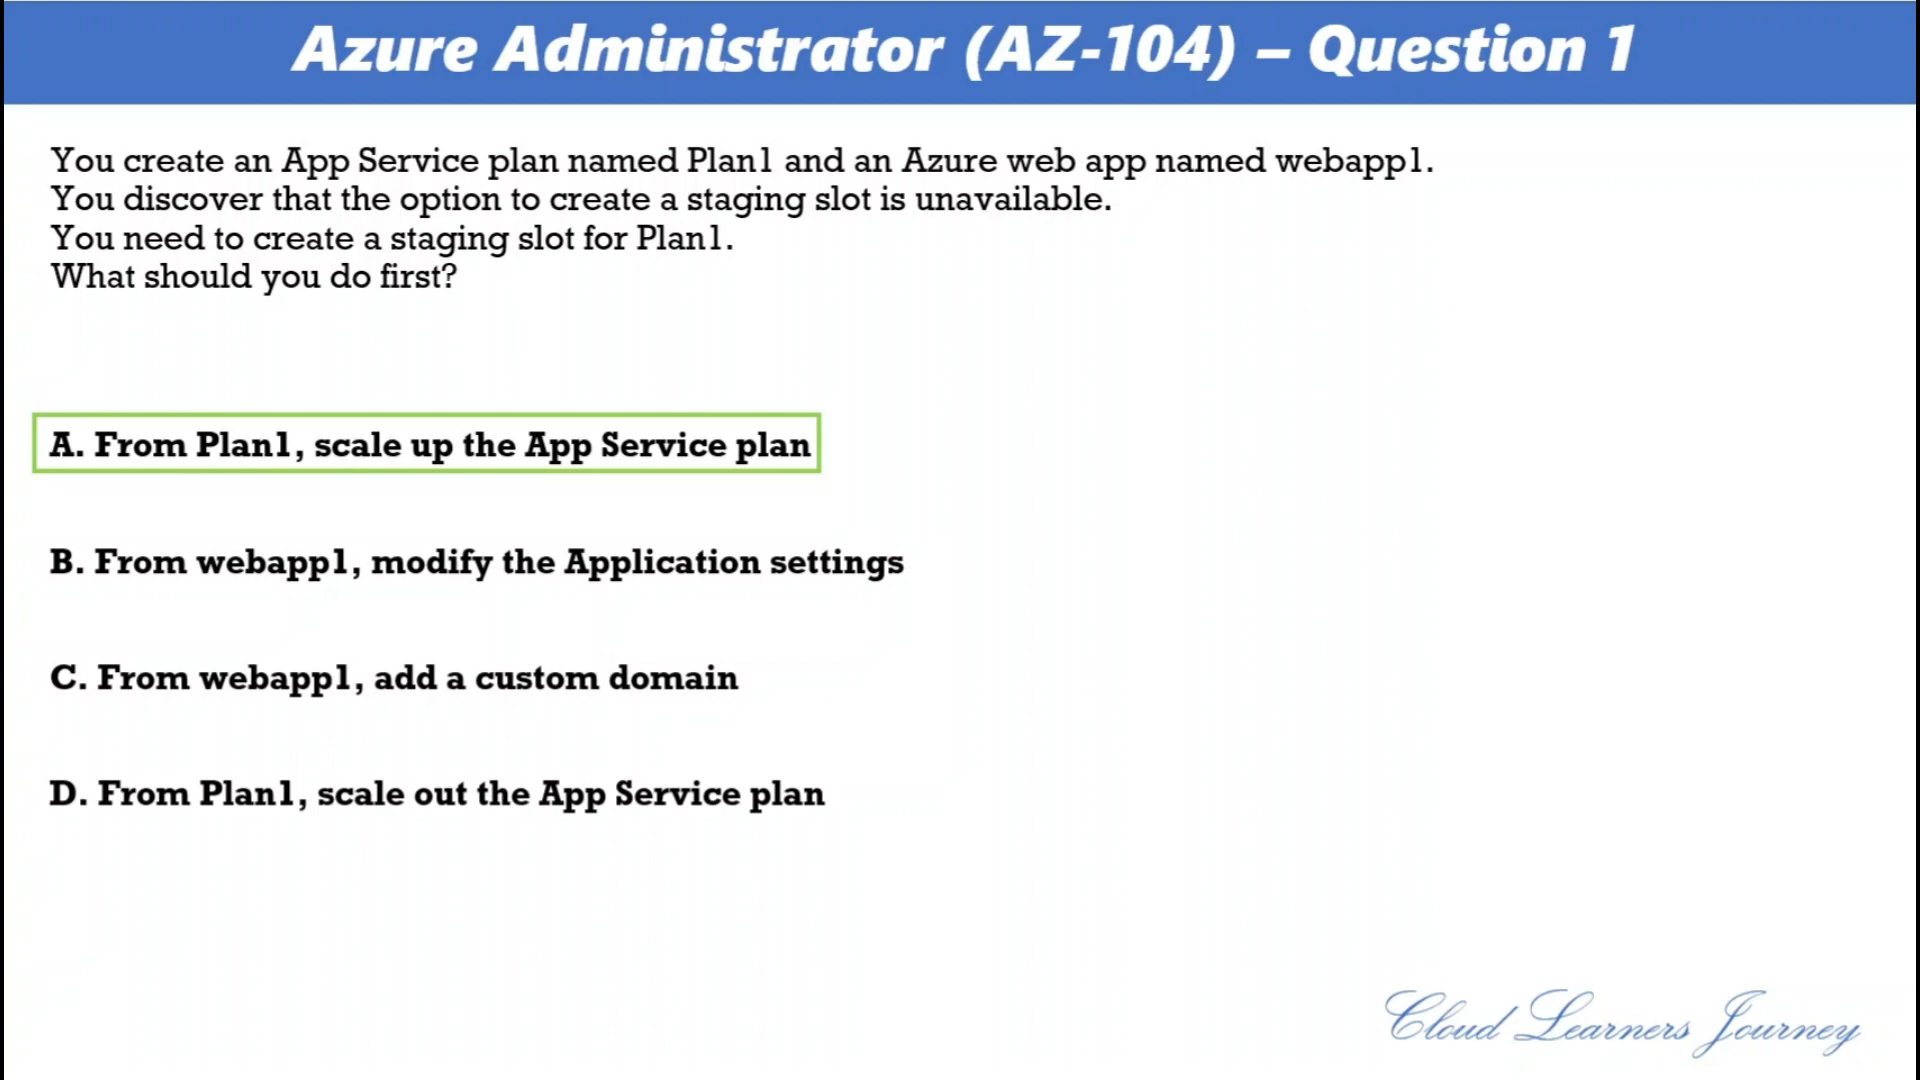 Azure Administrator (AZ-104) – Question 1
You create an App Service plan named Plan1 and an Azure web app named webapp1.
You discover that the option to create a staging slot is unavailable.
You need to create a staging slot for Plan1.
What should you do first?
A. From Plan1, scale up the App Service plan
B. From webapp1, modify the Application settings
C. From webapp1, add a custom domain
D. From Plan1, scale out the App Service plan
Cloud Learners Journey